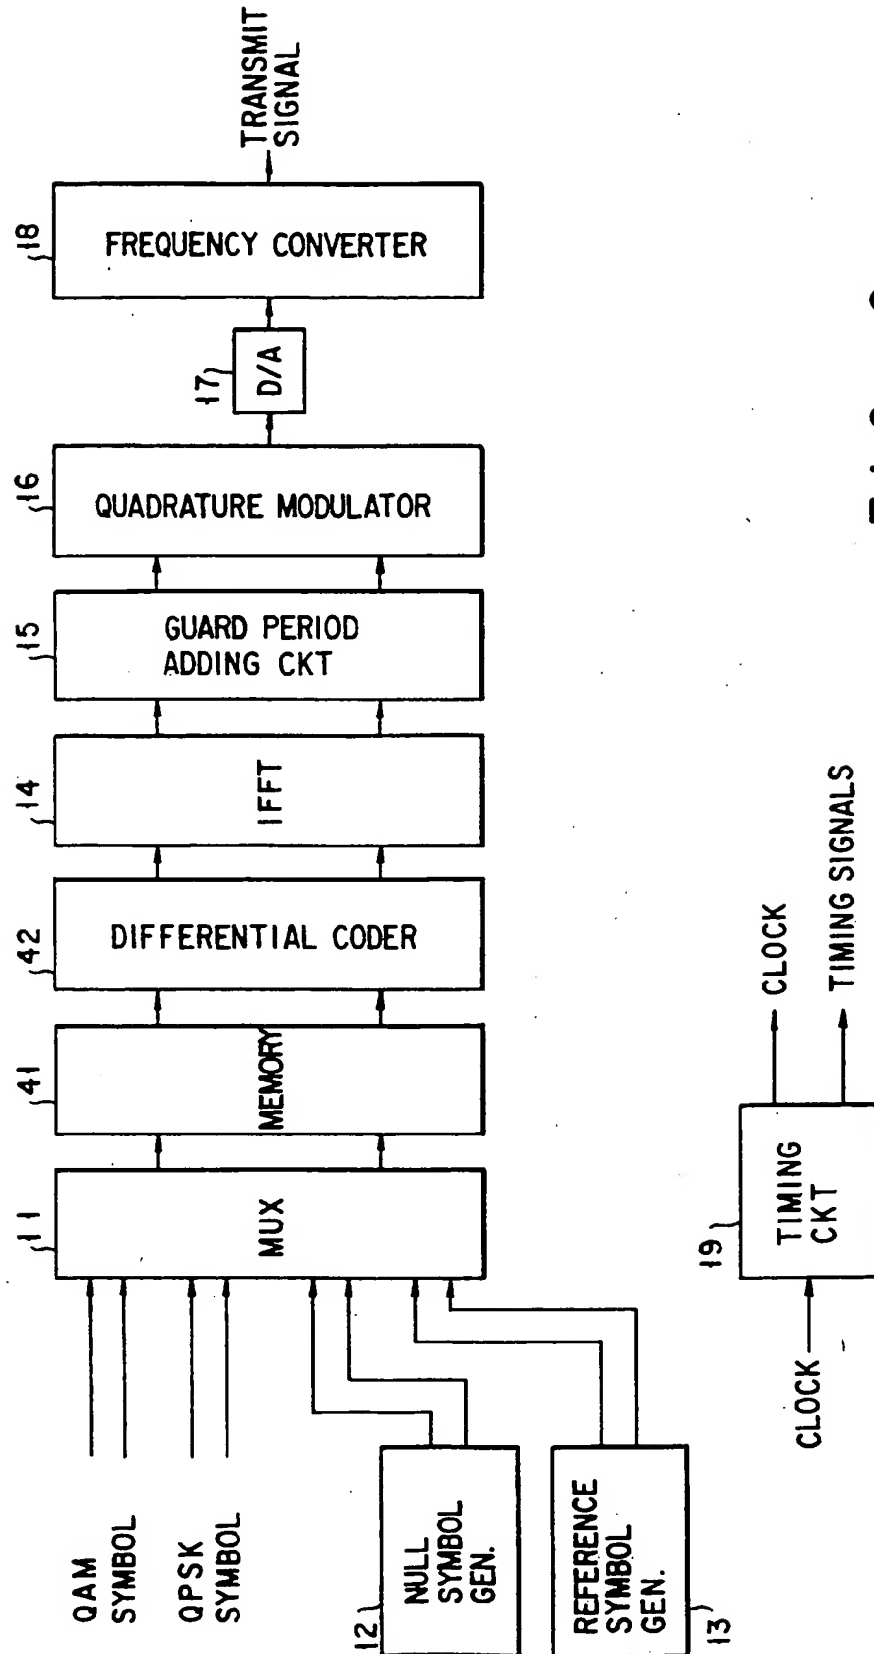 QAM
SYMBOL
QPSK
SYMBOL
12
NULL
SYMBOL
GEN.
13
REFERENCE
SYMBOL
GEN.
11
MUX
41
MEMORY
42
DIFFERENTIAL CODER
14
IFFT
15
GUARD PERIOD
ADDING CKT
16
QUADRATURE MODULATOR
17
D/A
18
FREQUENCY CONVERTER
TRANSMIT
SIGNAL
CLOCK
19
TIMING
CKT
CLOCK
TIMING SIGNALS